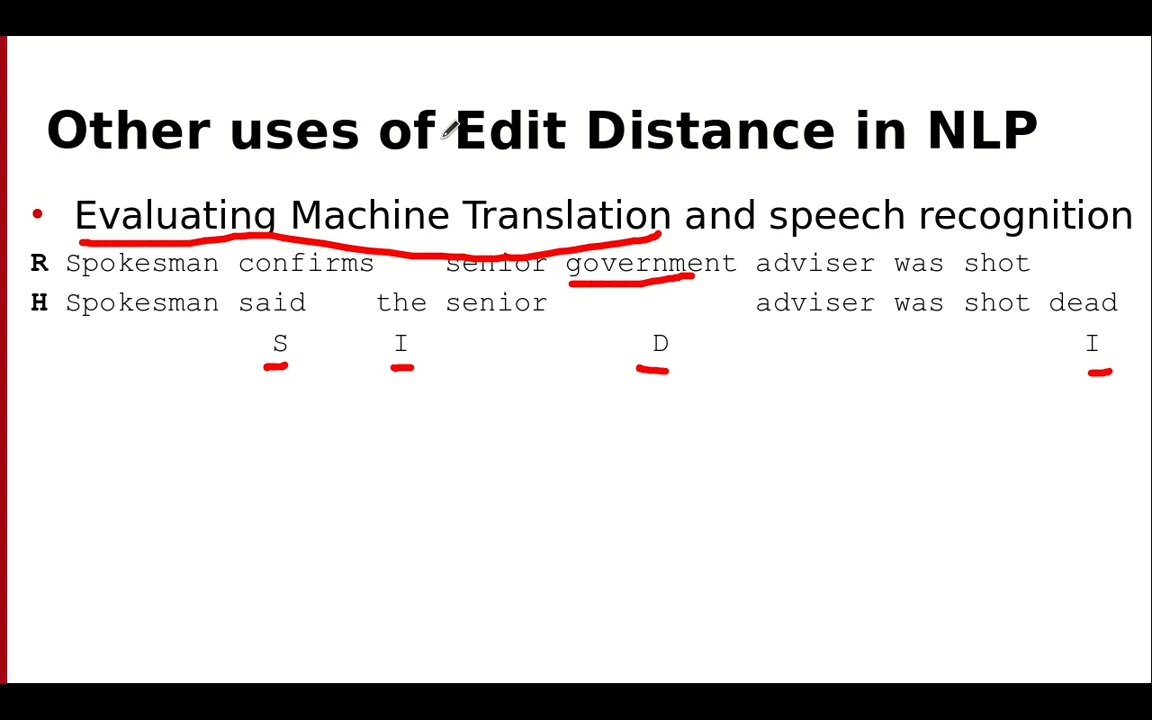 Other uses of Edit Distance in NLP
• Evaluating Machine Translation and speech recognition
R Spokesman confirms senior government adviser was shot
H Spokesman said the senior adviser was shot dead
S I D I